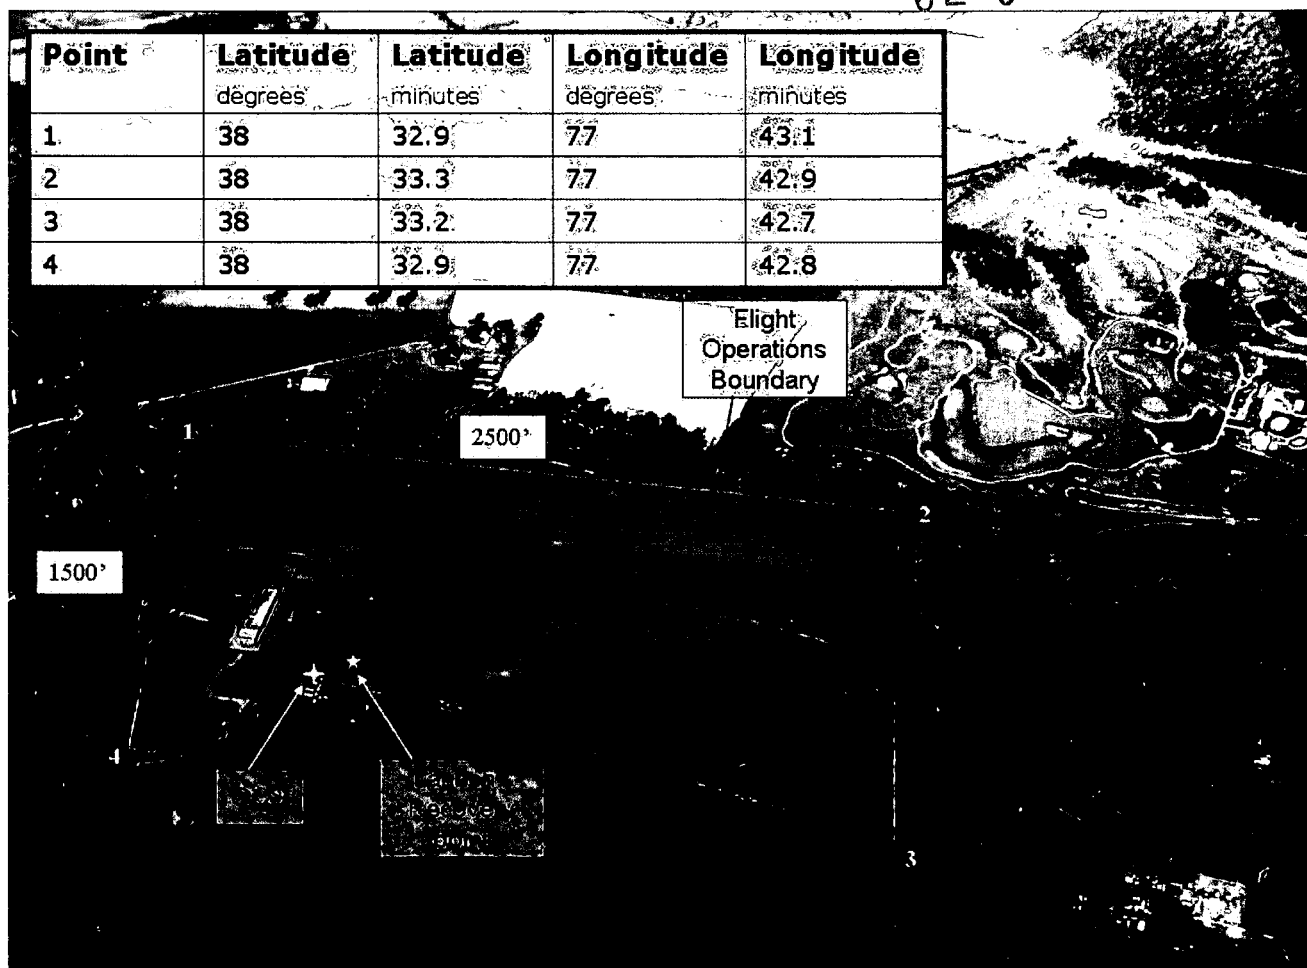 Point Latitude Latitude Longitude Longitude
degrees minutes degrees minutes
1 38 32.9 77 43.1
2 38 33.3 77 42.9
3 38 33.2 77 42.7
4 38 32.9 77 42.8
Flight
Operations
Boundary
1
2500'
2
1500'
4
3